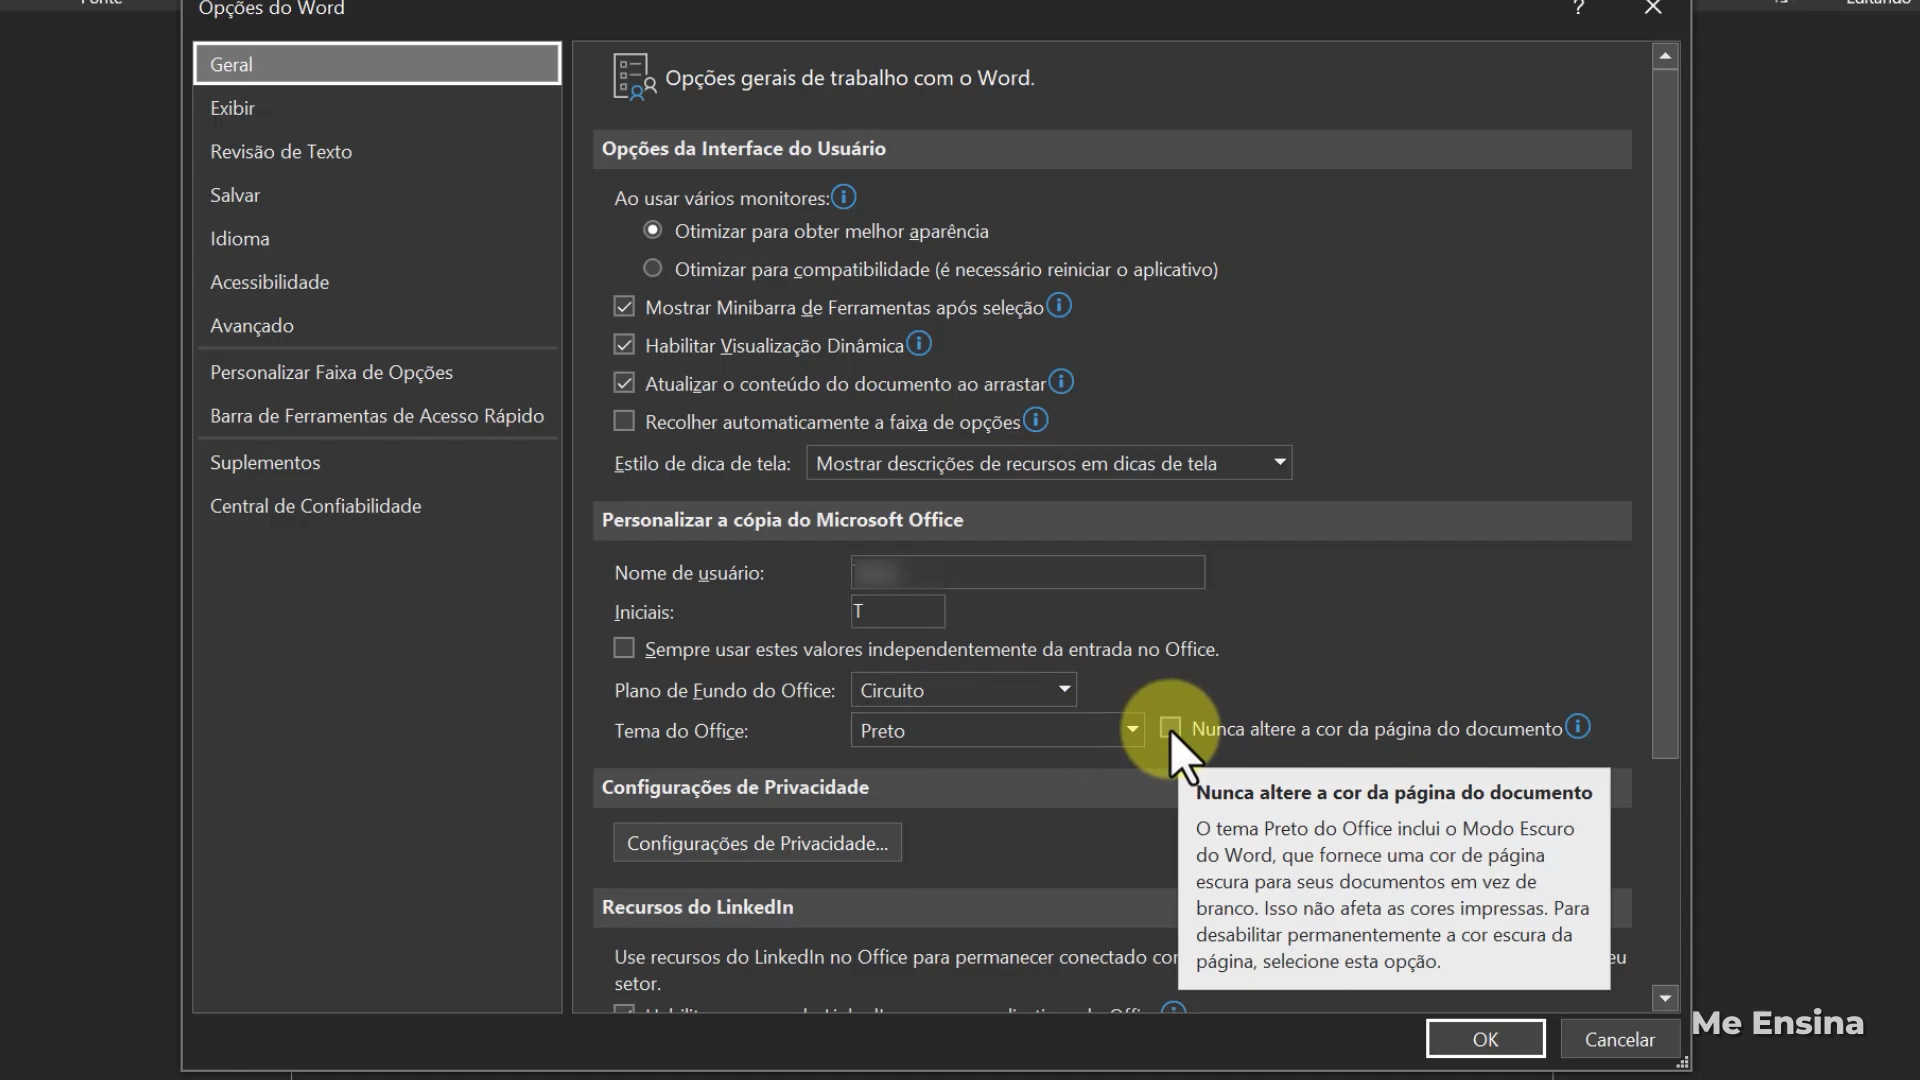 Opções do Word
?
Geral
Exibir
Revisão de Texto
Salvar
Idioma
Acessibilidade
Avançado
Personalizar Faixa de Opções
Barra de Ferramentas de Acesso Rápido
Suplementos
Central de Confiabilidade
Opções gerais de trabalho com o Word.
Opções da Interface do Usuário
Ao usar vários monitores:
Otimizar para obter melhor aparência
Otimizar para compatibilidade (é necessário reiniciar o aplicativo)
Mostrar Minibarra de Ferramentas após seleção
Habilitar Visualização Dinâmica
Atualizar o conteúdo do documento ao arrastar
Recolher automaticamente a faixa de opções
Estilo de dica de tela: Mostrar descrições de recursos em dicas de tela
Personalizar a cópia do Microsoft Office
Nome de usuário:
Iniciais: T
Sempre usar estes valores independentemente da entrada no Office.
Plano de Fundo do Office: Circuito
Tema do Office: Preto Nunca altere a cor da página do documento
Configurações de Privacidade
Configurações de Privacidade...
Recursos do LinkedIn
Use recursos do LinkedIn no Office para permanecer conectado
setor.
Nunca altere a cor da página do documento
O tema Preto do Office inclui o Modo Escuro
do Word, que fornece uma cor de página
escura para seus documentos em vez de
branco. Isso não afeta as cores impressas. Para
desabilitar permanentemente a cor escura da
página, selecione esta opção.
OK
Cancelar
Me Ensina